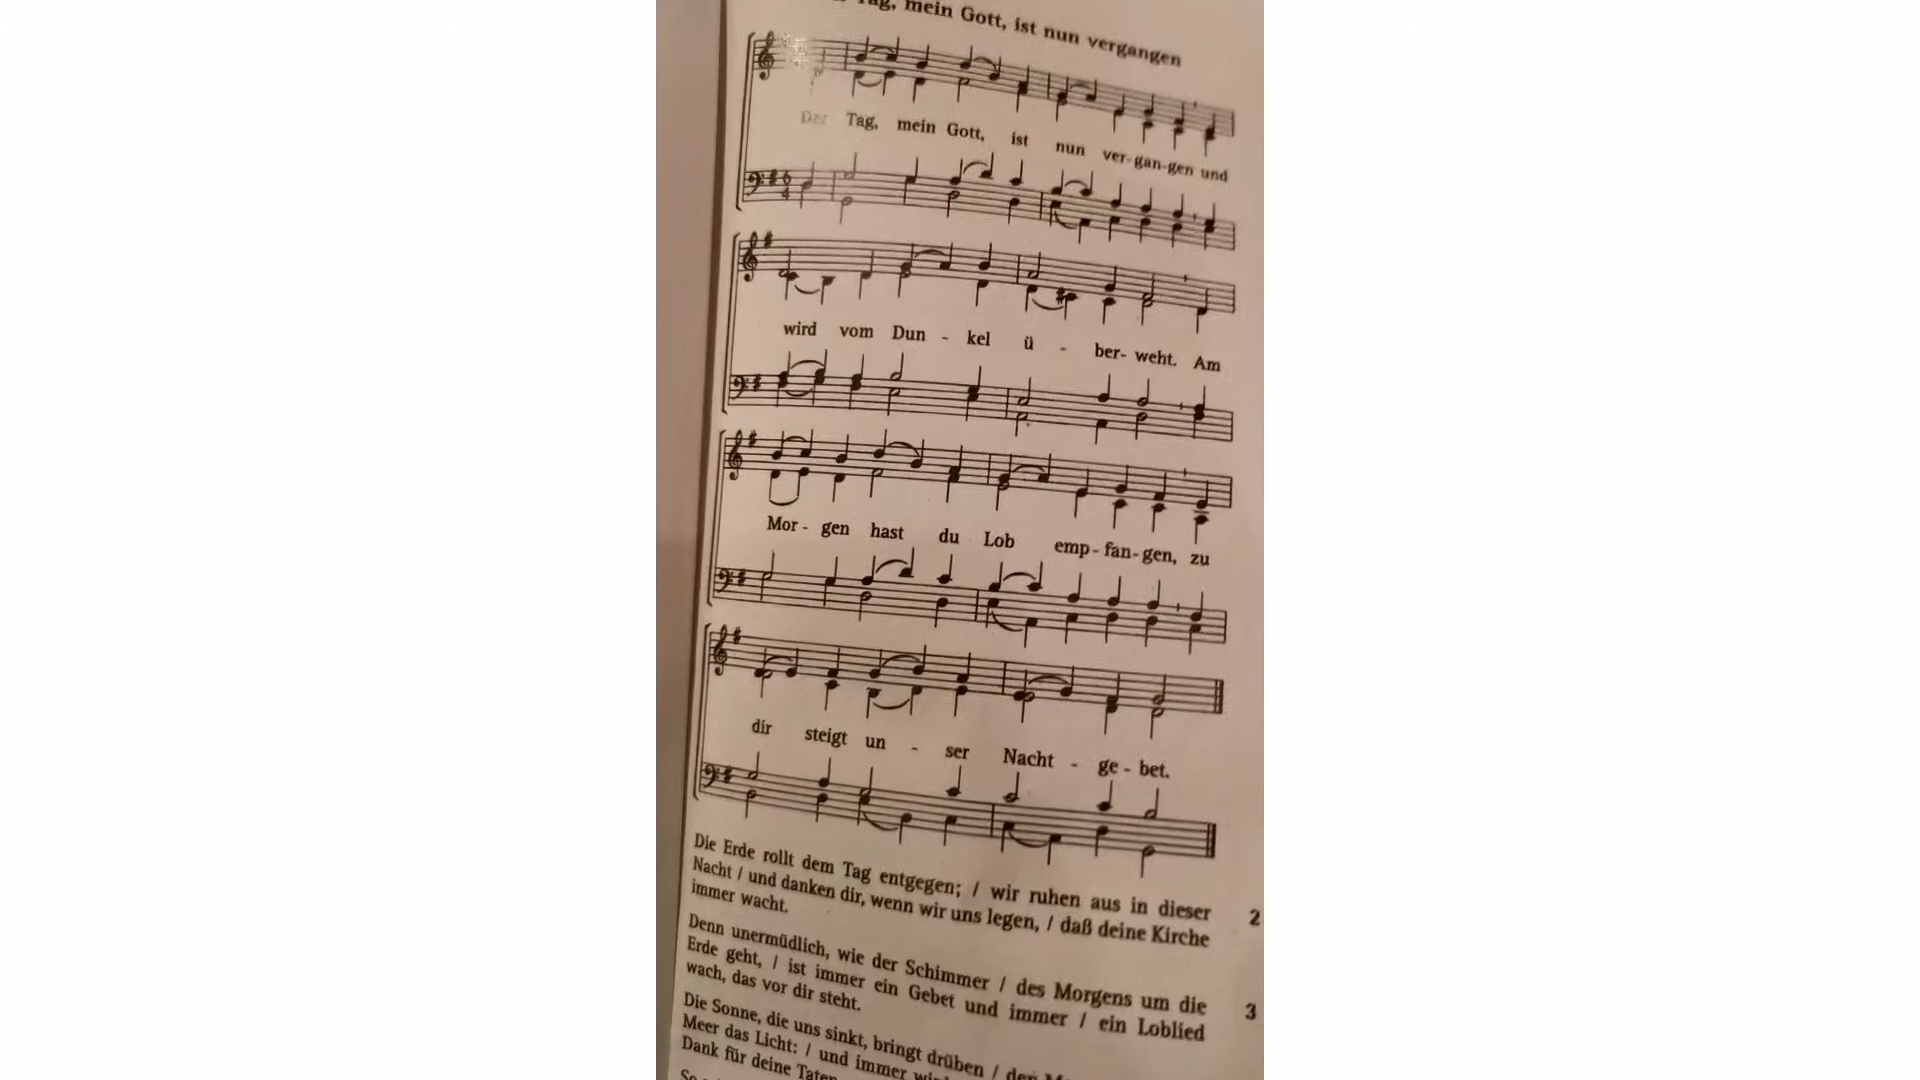 Tag, mein Gott, ist nun vergangen
Der Tag, mein Gott, ist nun ver-gan-gen und
6
4
wird vom Dun - kel ü - ber- weht. Am
Mor - gen hast du Lob emp - fan - gen, zu
dir steigt un - ser Nacht - ge - bet.
Die Erde rollt dem Tag entgegen; / wir ruhen aus in dieser 2
Nacht / und danken dir, wenn wir uns legen, / daß deine Kirche
immer wacht.
Denn unermüdlich, wie der Schimmer / des Morgens um die 3
Erde geht, / ist immer ein Gebet und immer / ein Loblied
wach, das vor dir steht.
Die Sonne, die uns sinkt, bringt drüben / den
Meer das Licht: / und immer
Dank für deine Taten